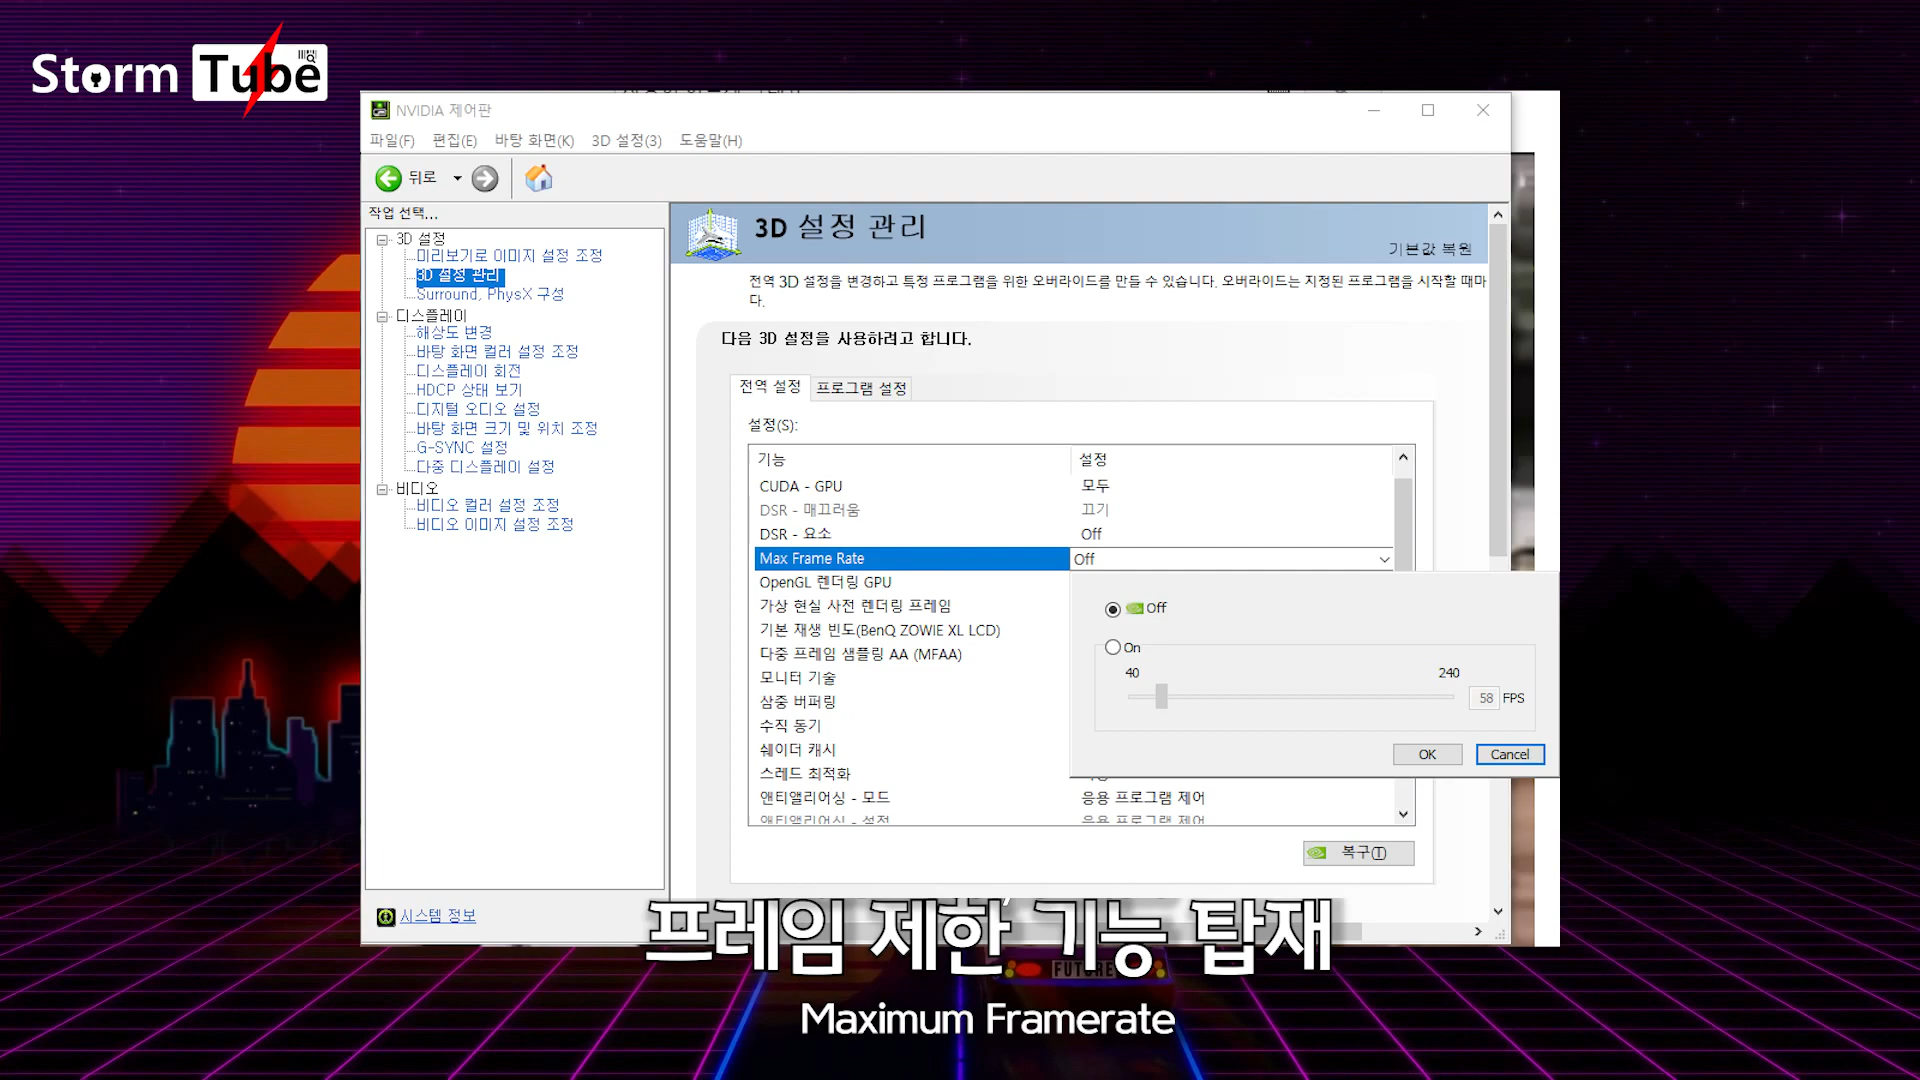 Storm Tube
NVIDIA 제어판
파일(F) 편집(E) 바탕 화면(K) 3D 설정(3) 도움말(H)
뒤로
작업 선택...
3D 설정
미리보기로 이미지 설정 조정
3D 설정 관리
Surround, PhysX 구성
디스플레이
해상도 변경
바탕 화면 컬러 설정 조정
디스플레이 회전
HDCP 상태 보기
디지털 오디오 설정
바탕 화면 크기 및 위치 조정
G-SYNC 설정
다중 디스플레이 설정
비디오
비디오 컬러 설정 조정
비디오 이미지 설정 조정
시스템 정보
3D 설정 관리
기본값 복원
전역 3D 설정을 변경하고 특정 프로그램을 위한 오버라이드를 만들 수 있습니다. 오버라이드는 지정된 프로그램을 시작할 때마
다.
다음 3D 설정을 사용하려고 합니다.
전역 설정 프로그램 설정
설정(S):
기능 설정
CUDA - GPU 모두
DSR - 매끄러움 끄기
DSR - 요소 Off
Max Frame Rate Off
OpenGL 렌더링 GPU
가상 현실 사전 렌더링 프레임
기본 재생 빈도(BenQ ZOWIE XL LCD)
다중 프레임 샘플링 AA (MFAA)
모니터 기술
삼중 버퍼링
수직 동기
쉐이더 캐시
스레드 최적화
앤티앨리어싱 - 모드 응용 프로그램 제어
앤티앨리어싱 - 설정 응용 프로그램 제어
Off
On
40 240
58 FPS
OK Cancel
복구(T)
프레임 제한 기능 탑재
FUTURE
Maximum Framerate